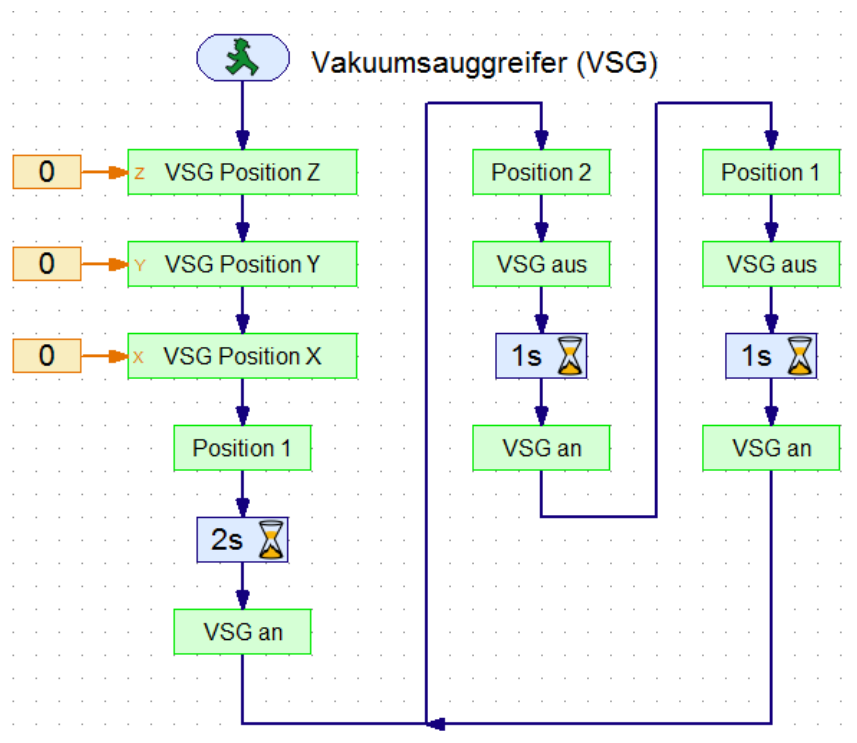 Vakuumsauggreifer (VSG)
0
Z VSG Position Z
0
Y VSG Position Y
0
X VSG Position X
Position 1
2s
VSG an
Position 2
VSG aus
1s
VSG an
Position 1
VSG aus
1s
VSG an